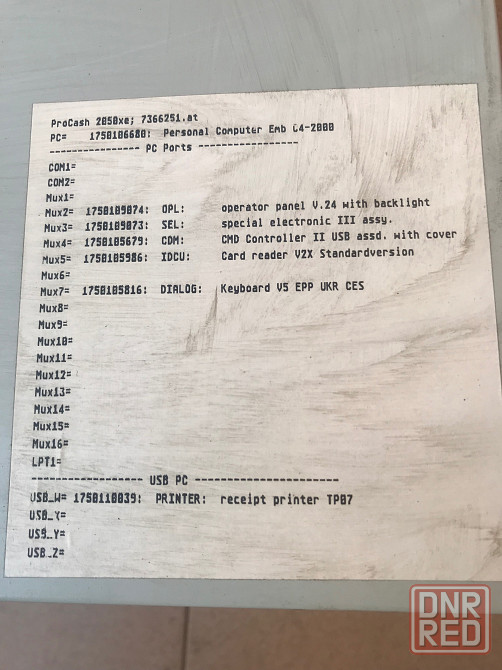 ProCash 2050xe; 7366251.at
PC= 1750106680: Personal Computer Emb C4-2000
----------------- PC Ports -------------------
COM1=
COM2=
Mux1=
Mux2= 1750109074: OPL: operator panel V.24 with backlight
Mux3= 1750109073: SEL: special electronic III assy.
Mux4= 1750105679: CDM: CMD Controller II USB assd. with cover
Mux5= 1750105986: IDCU: Card reader V2X Standardversion
Mux6=
Mux7= 1750105816: DIALOG: Keyboard V5 EPP UKR CES
Mux8=
Mux9=
Mux10=
Mux11=
Mux12=
Mux13=
Mux14=
Mux15=
Mux16=
LPT1=
------------------ USB PC -----------------------
USB_W= 1750110039: PRINTER: receipt printer TP07
USB_X=
USB_Y=
USB_Z=
DNR
RED